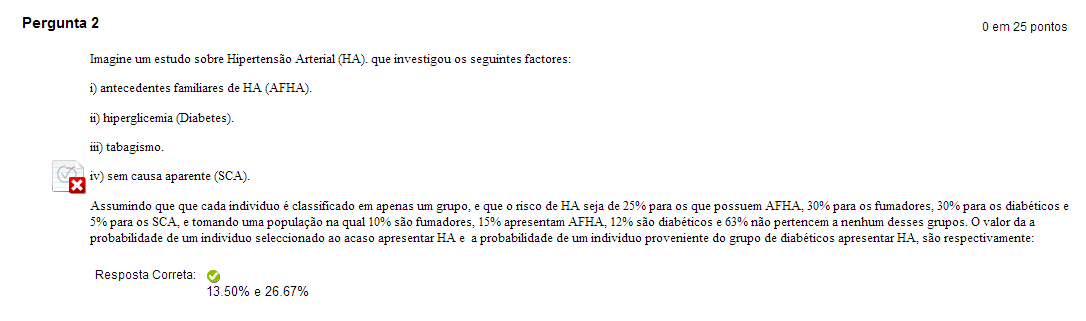 Pergunta 2
0 em 25 pontos
Imagine um estudo sobre Hipertensão Arterial (HA). que investigou os seguintes factores:
i) antecedentes familiares de HA (AFHA).
ii) hiperglicemia (Diabetes).
iii) tabagismo.
iv) sem causa aparente (SCA).
Assumindo que que cada individuo é classificado em apenas um grupo, e que o risco de HA seja de 25% para os que possuem AFHA, 30% para os fumadores, 30% para os diabéticos e
5% para os SCA, e tomando uma população na qual 10% são fumadores, 15% apresentam AFHA, 12% são diabéticos e 63% não pertencem a nenhum desses grupos. O valor da a
probabilidade de um individuo seleccionado ao acaso apresentar HA e a probabilidade de um individuo proveniente do grupo de diabéticos apresentar HA, são respectivamente:
Resposta Correta:
13.50% e 26.67%